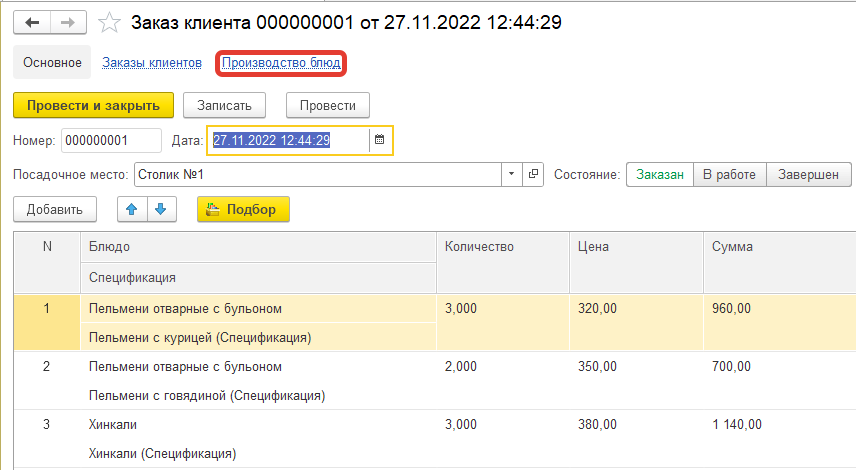 Заказ клиента 000000001 от 27.11.2022 12:44:29
Основное Заказы клиентов Производство блюд
Провести и закрыть Записать Провести
Номер: 000000001 Дата: 27.11.2022 12:44:29
Посадочное место: Столик №1 Состояние: Заказан В работе Завершен
Добавить Подбор
N Блюдо Количество Цена Сумма
Спецификация
1 Пельмени отварные с бульоном 3,000 320,00 960,00
Пельмени с курицей (Спецификация)
2 Пельмени отварные с бульоном 2,000 350,00 700,00
Пельмени с говядиной (Спецификация)
3 Хинкали 3,000 380,00 1 140,00
Хинкали (Спецификация)